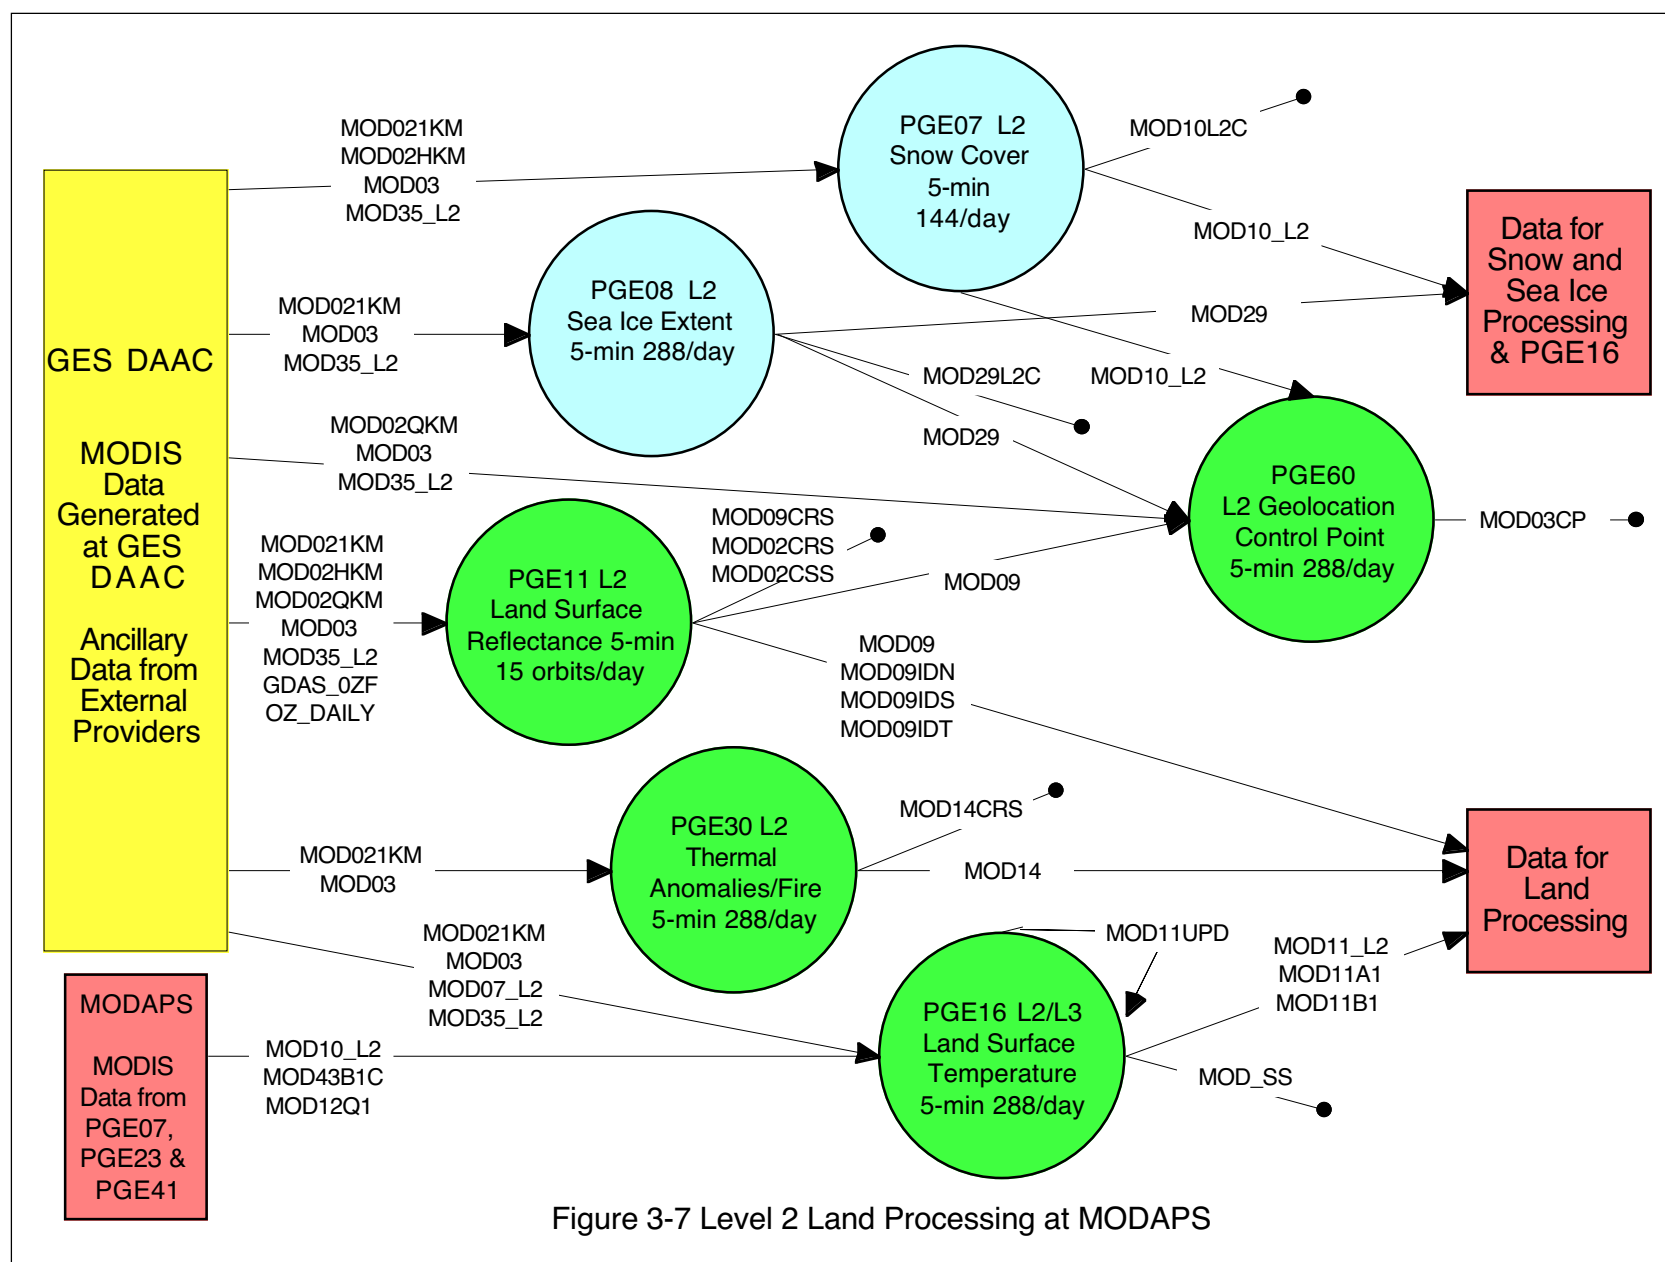 MOD021KM
MOD02HKM
MOD03
MOD35_L2
PGE07 L2
Snow Cover
5-min
144/day
MOD10L2C
MOD10_L2
Data for
Snow and
Sea Ice
Processing
& PGE16
GES DAAC
MODIS
Data
Generated
at GES
DAAC
Ancillary
Data from
External
Providers
MOD021KM
MOD03
MOD35_L2
PGE08 L2
Sea Ice Extent
5-min 288/day
MOD29
MOD29L2C
MOD10_L2
MOD29
MOD02QKM
MOD03
MOD35_L2
PGE60
L2 Geolocation
Control Point
5-min 288/day
MOD03CP
MOD021KM
MOD02HKM
MOD02QKM
MOD03
MOD35_L2
GDAS_0ZF
OZ_DAILY
PGE11 L2
Land Surface
Reflectance 5-min
15 orbits/day
MOD09CRS
MOD02CRS
MOD02CSS
MOD09
MOD09
MOD09IDN
MOD09IDS
MOD09IDT
MOD021KM
MOD03
PGE30 L2
Thermal
Anomalies/Fire
5-min 288/day
MOD14CRS
MOD14
Data for
Land
Processing
MOD021KM
MOD03
MOD07_L2
MOD35_L2
MOD11UPD
MOD11_L2
MOD11A1
MOD11B1
MODAPS
MODIS
Data from
PGE07,
PGE23 &
PGE41
MOD10_L2
MOD43B1C
MOD12Q1
PGE16 L2/L3
Land Surface
Temperature
5-min 288/day
MOD_SS
Figure 3-7 Level 2 Land Processing at MODAPS